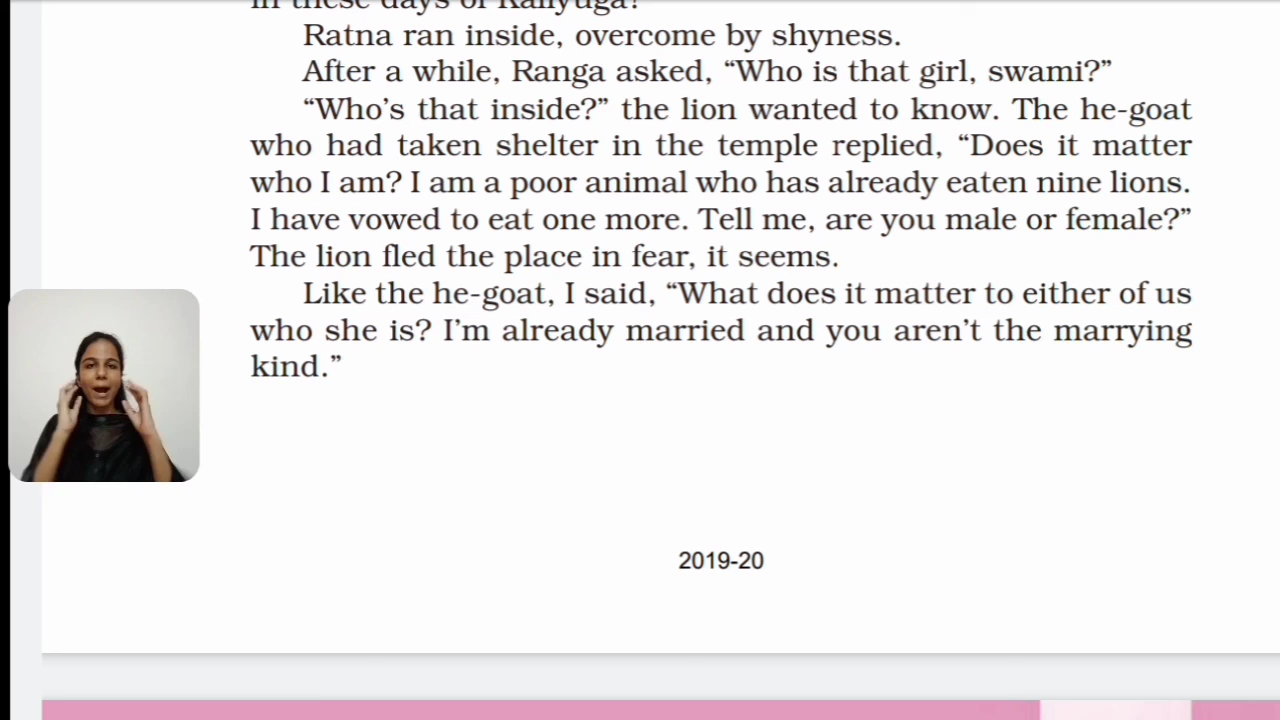 in these days of Kaliyuga?
Ratna ran inside, overcome by shyness.
After a while, Ranga asked, “Who is that girl, swami?”
“Who’s that inside?” the lion wanted to know. The he-goat
who had taken shelter in the temple replied, “Does it matter
who I am? I am a poor animal who has already eaten nine lions.
I have vowed to eat one more. Tell me, are you male or female?”
The lion fled the place in fear, it seems.
Like the he-goat, I said, “What does it matter to either of us
who she is? I’m already married and you aren’t the marrying
kind.”
2019-20